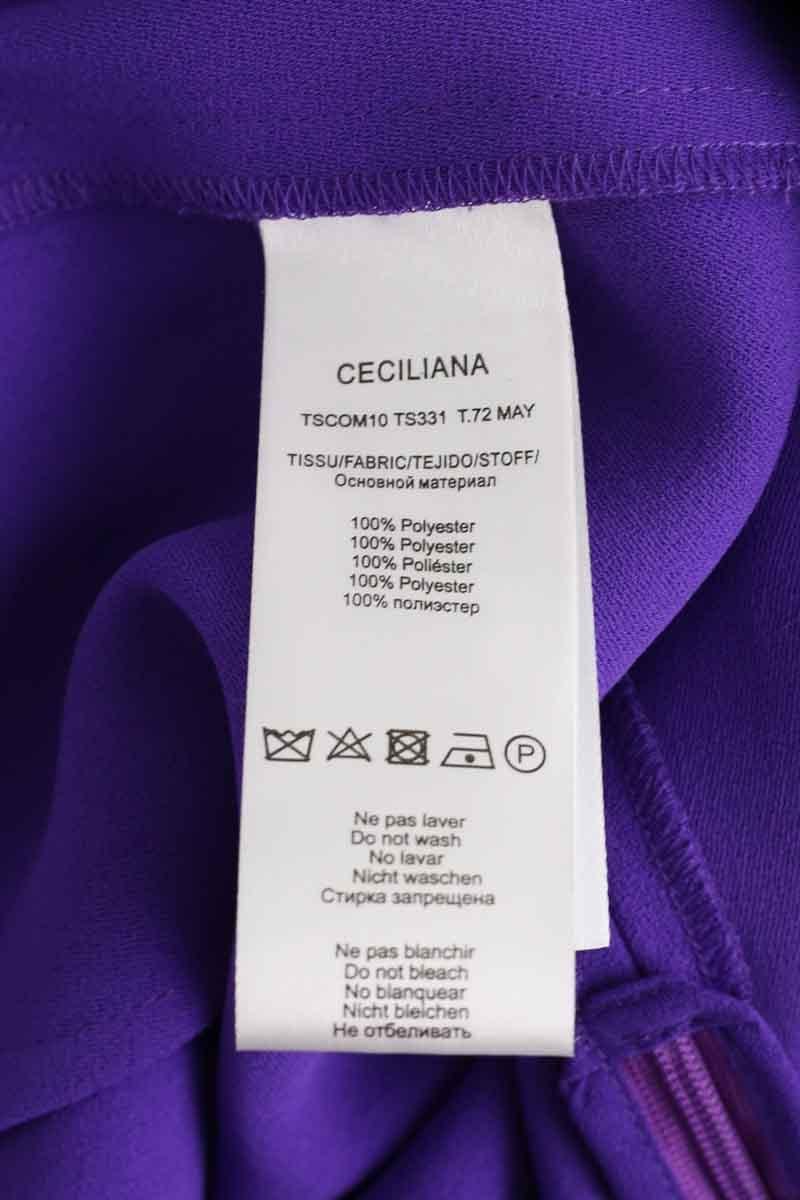 CECILIANA
TSCOM10 TS331 T.72 MAY
TISSU/FABRIC/TEJIDO/STOFF/
Основной материал
100% Polyester
100% Polyester
100% Poliéster
100% Polyester
100% полиэстер
P
Ne pas laver
Do not wash
No lavar
Nicht waschen
Стирка запрещена
Ne pas blanchir
Do not bleach
No blanquear
Nicht bleichen
Не отбеливать